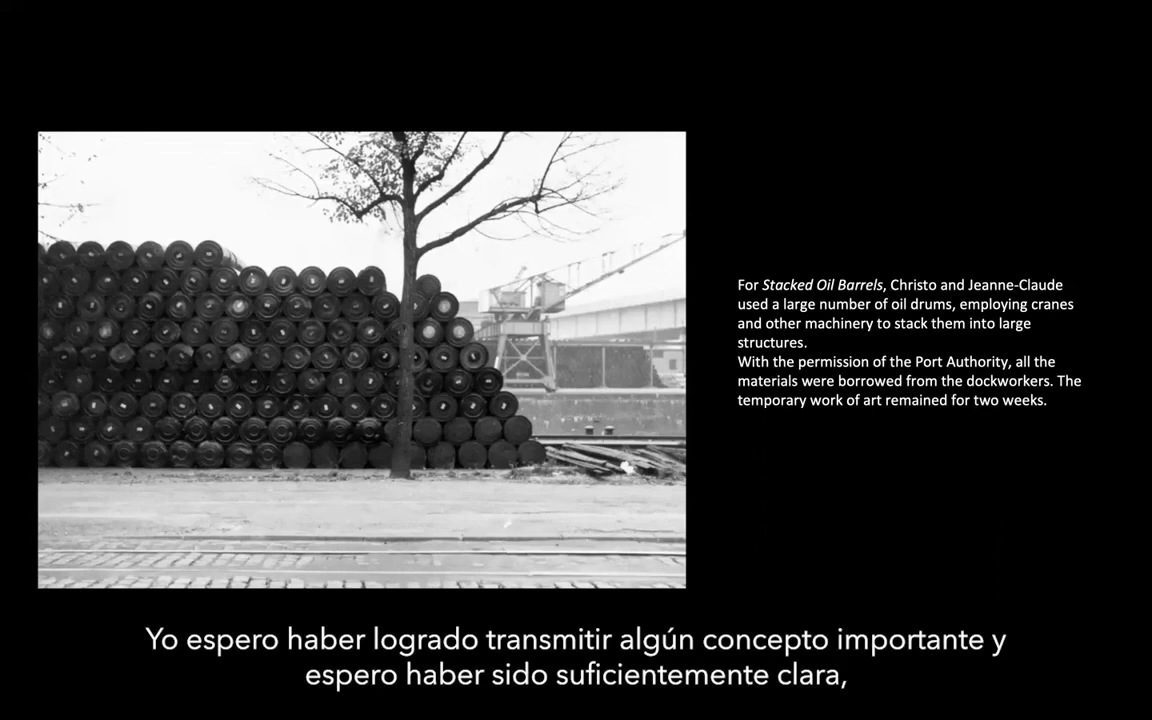 For Stacked Oil Barrels, Christo and Jeanne-Claude
used a large number of oil drums, employing cranes
and other machinery to stack them into large
structures.
With the permission of the Port Authority, all the
materials were borrowed from the dockworkers. The
temporary work of art remained for two weeks.
Yo espero haber logrado transmitir algún concepto importante y
espero haber sido suficientemente clara,